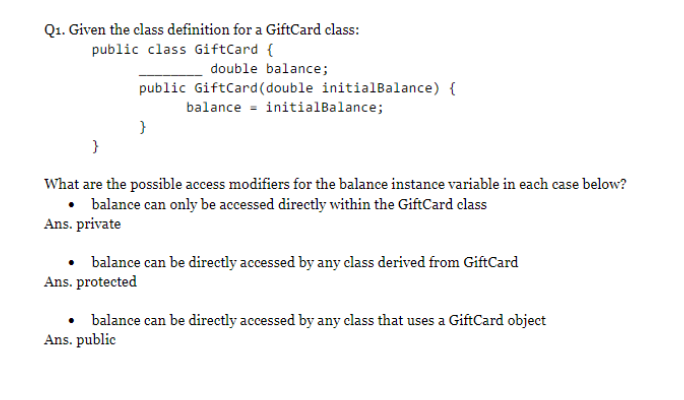 Q1. Given the class definition for a GiftCard class:
public class GiftCard {
________ double balance;
public GiftCard(double initialBalance) {
balance = initialBalance;
}
}
What are the possible access modifiers for the balance instance variable in each case below?
• balance can only be accessed directly within the GiftCard class
Ans. private
• balance can be directly accessed by any class derived from GiftCard
Ans. protected
• balance can be directly accessed by any class that uses a GiftCard object
Ans. public